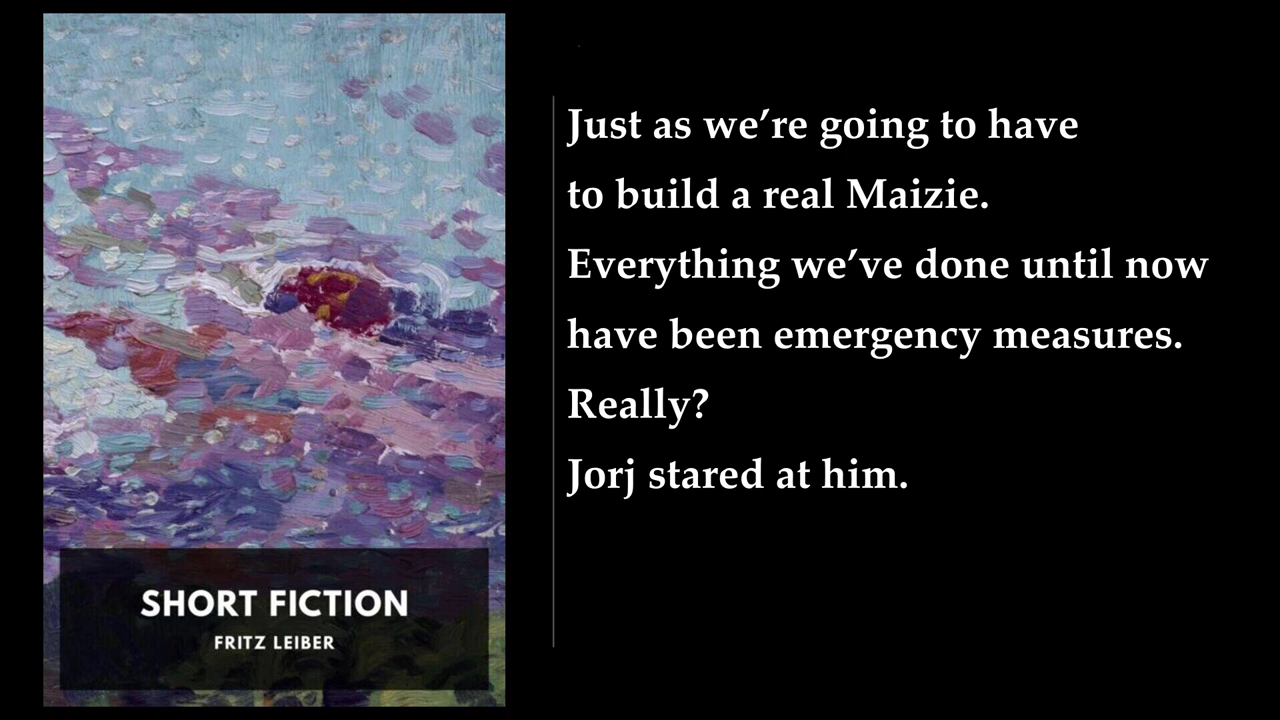 Just as we’re going to have
to build a real Maizie.
Everything we’ve done until now
have been emergency measures.
Really?
Jorj stared at him.
SHORT FICTION
FRITZ LEIBER